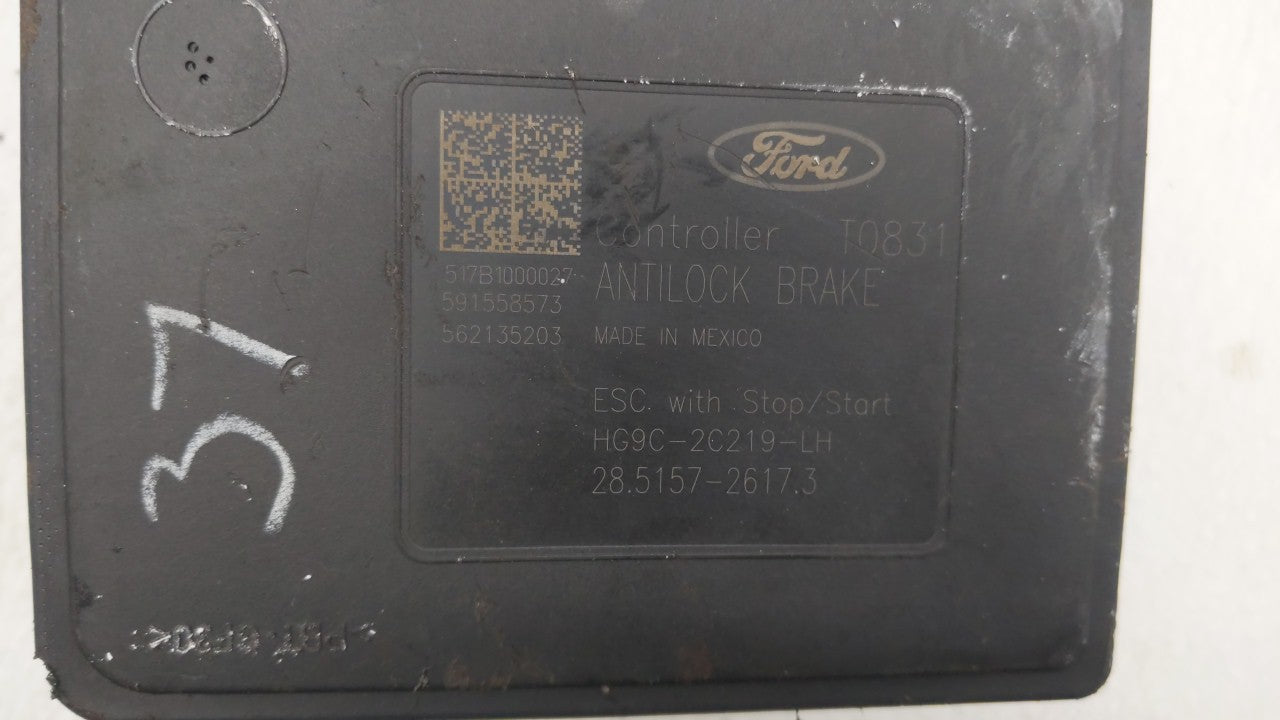 Ford
Controller T0831
ANTILOCK BRAKE
517B1000027
591558573
562135203
MADE IN MEXICO
ESC with Stop/Start
HG9C-2C219-LH
28.5157-2617.3
37